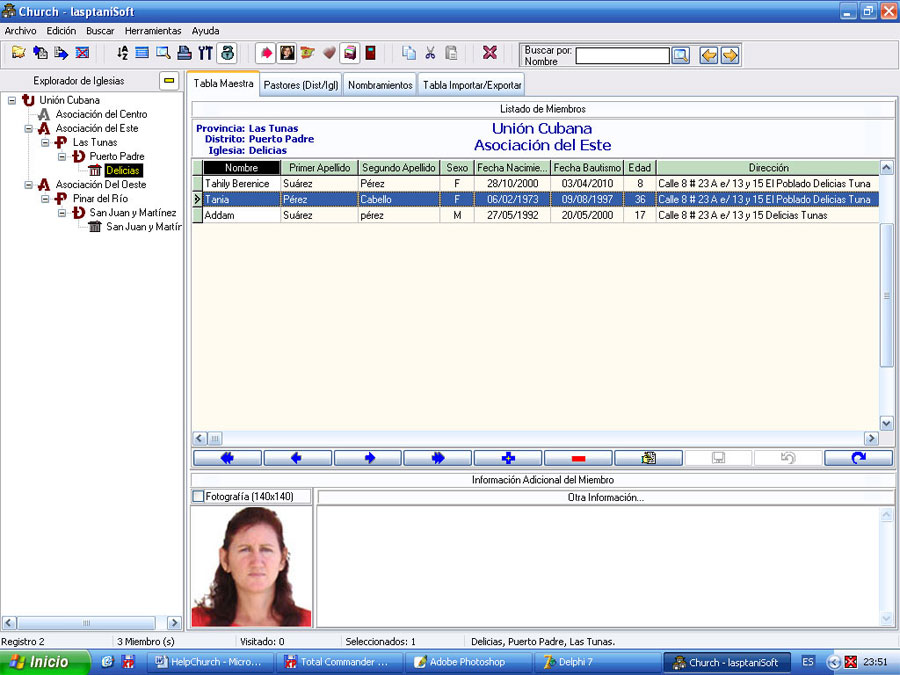 Church - lasptaniSoft
Archivo Edición Buscar Herramientas Ayuda
Buscar por:
Nombre
Explorador de Iglesias
Unión Cubana
Asociación del Centro
Asociación del Este
Las Tunas
Puerto Padre
Delicias
Asociación Del Oeste
Pinar del Río
San Juan y Martínez
San Juan y Martír
Tabla Maestra Pastores (Dist/Igl) Nombramientos Tabla Importar/Exportar
Listado de Miembros
Provincia: Las Tunas
Distrito: Puerto Padre
Iglesia: Delicias
Unión Cubana
Asociación del Este
Nombre Primer Apellido Segundo Apellido Sexo Fecha Nacimie... Fecha Bautismo Edad Dirección
Tahily Berenice Suárez Pérez F 28/10/2000 03/04/2010 8 Calle 8 # 23 A e/ 13 y 15 El Poblado Delicias Tuna
Tania Pérez Cabello F 06/02/1973 09/08/1997 36 Calle 8 # 23 A e/ 13 y 15 El Poblado Delicias Tuna
Addam Suárez pérez M 27/05/1992 20/05/2000 17 Calle 8 # 23 A e/ 13 y 15 Delicias Tunas
Información Adicional del Miembro
Fotografía (140x140)
Otra Información...
Registro 2 3 Miembro (s) Visitado: 0 Seleccionados: 1 Delicias, Puerto Padre, Las Tunas.
Inicio HelpChurch - Micro... Total Commander ... Adobe Photoshop Delphi 7 Church - lasptaniSoft ES 23:51